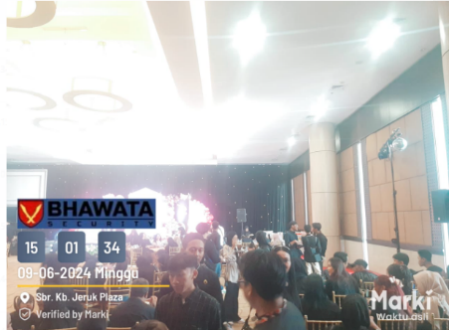 BHAWATA
SECURITY
15 01 34
09-06-2024 Minggu
Sbr. Kb. Jeruk Plaza
Verified by Marki
Marki
Waktu asli